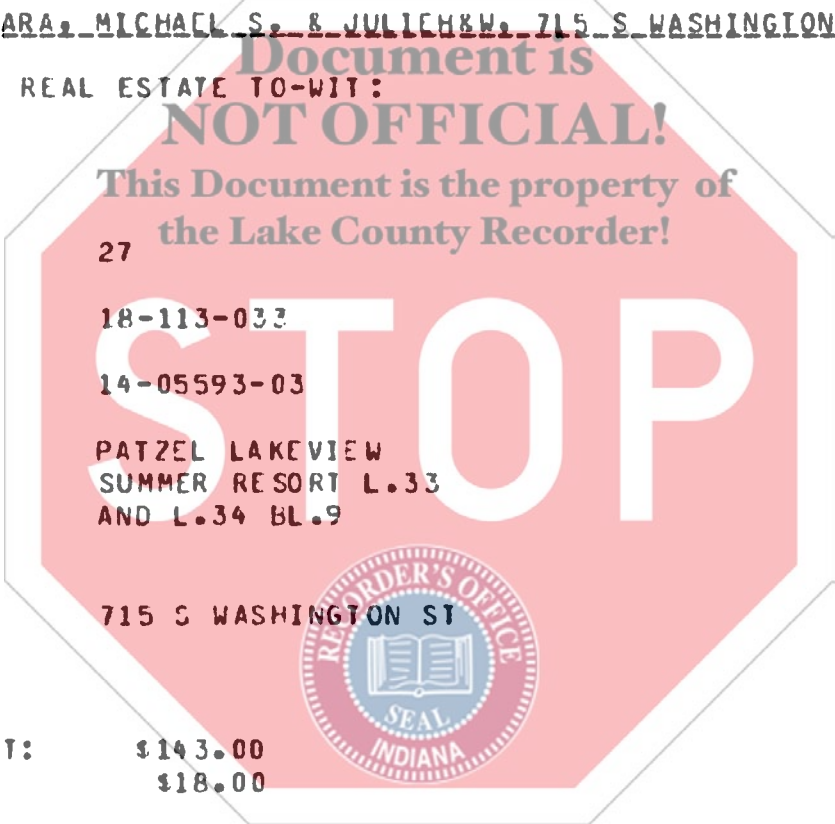 ARA, MICHAEL S. & JULIEH&W, 715 S WASHINGTON
Document is
REAL ESTATE TO-WIT:
NOT OFFICIAL!
This Document is the property of
the Lake County Recorder!
27
18-113-033
14-05593-03
STOP
PATZEL LAKEVIEW
SUMMER RESORT L.33
AND L.34 BL.9
715 S WASHINGTON ST
RECORDER'S OFFICE
SEAL
INDIANA
T: $143.00
$18.00